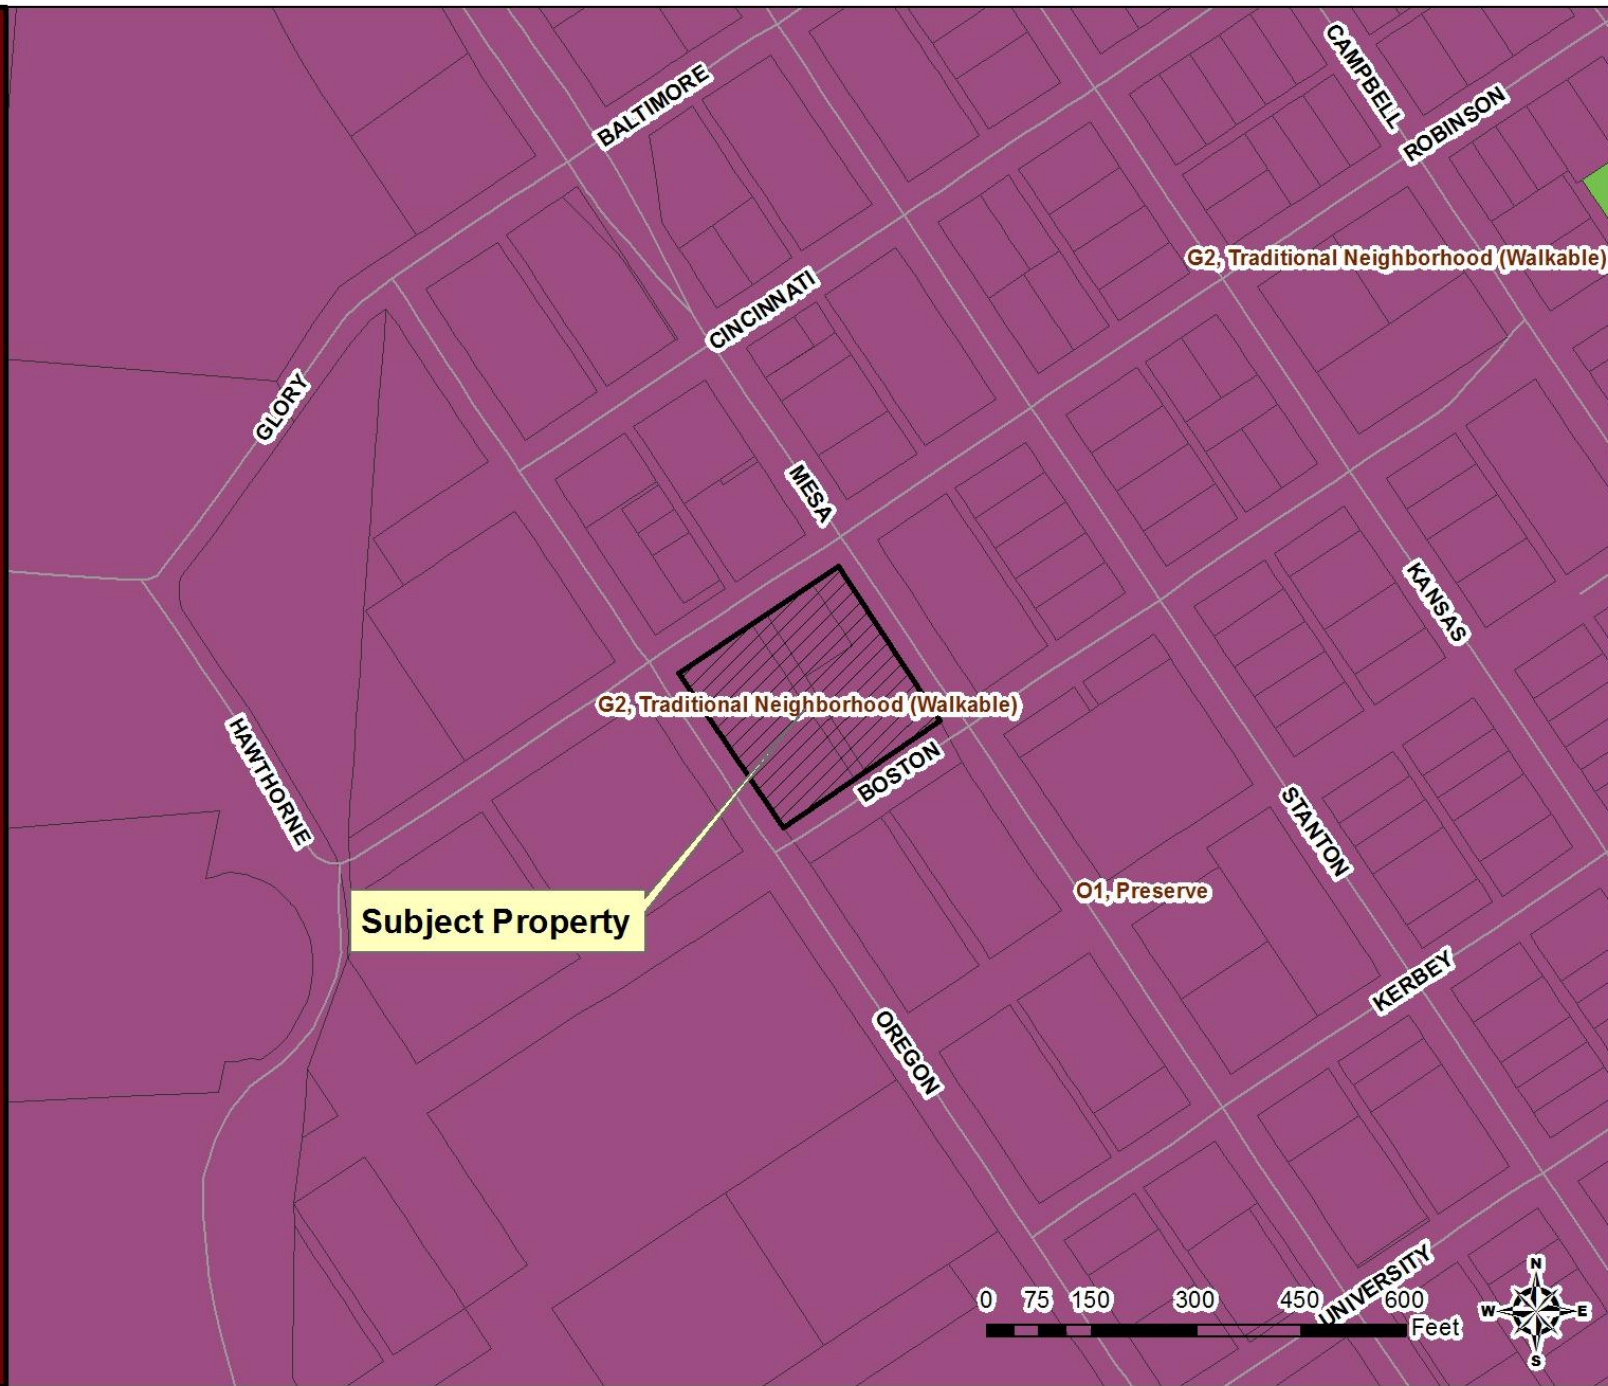 CAMPBELL
BALTIMORE
ROBINSON
G2, Traditional Neighborhood (Walkable)
CINCINNATI
GLORY
MESA
KANSAS
G2, Traditional Neighborhood (Walkable)
HAWTHORNE
BOSTON
STANTON
O1, Preserve
Subject Property
KERBEY
OREGON
UNIVERSITY
0 75 150 300 450 600
Feet
N
W E
S